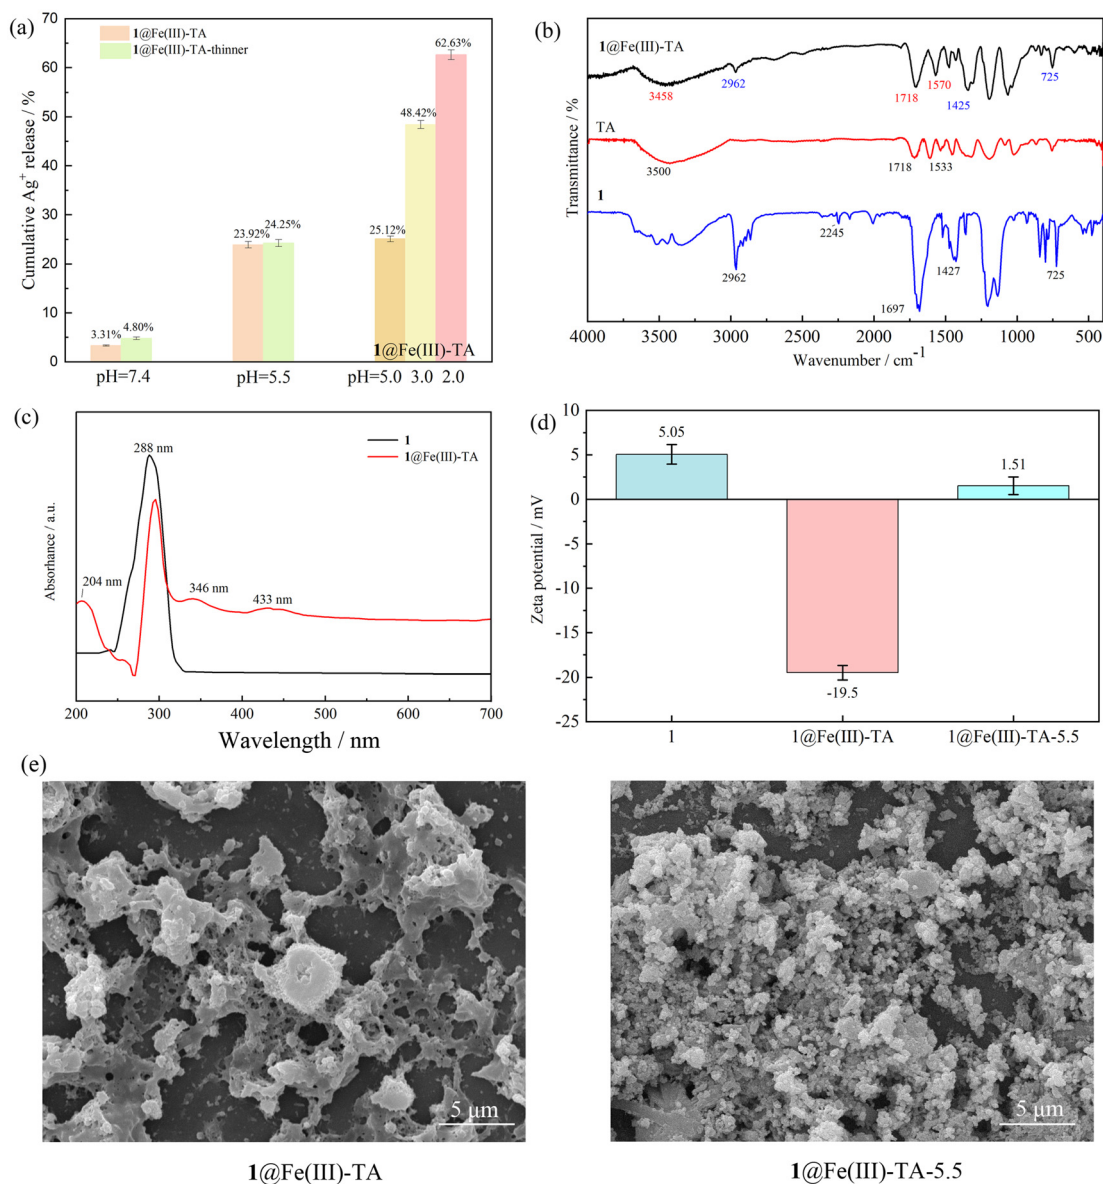 (a)
70
60
50
40
30
20
10
0
Cumulative Ag⁺ release / %
1@Fe(III)-TA
1@Fe(III)-TA-thinner
3.31%
4.80%
23.92%
24.25%
25.12%
48.42%
62.63%
1@Fe(III)-TA
pH=7.4 pH=5.5 pH=5.0 3.0 2.0
(b)
Transmittance / %
1@Fe(III)-TA
3458 2962 1718 1570 1425 725
TA
3500 1718 1533
1
2962 2245 1697 1427 725
4000 3500 3000 2500 2000 1500 1000 500
Wavenumber / cm⁻¹
(c)
Absorhance / a.u.
288 nm
1
1@Fe(III)-TA
204 nm
346 nm
433 nm
200 300 400 500 600 700
Wavelength / nm
(d)
10
5
0
-5
-10
-15
-20
-25
Zeta potential / mV
5.05
-19.5
1.51
1 1@Fe(III)-TA 1@Fe(III)-TA-5.5
(e)
5 μm
5 μm
1@Fe(III)-TA 1@Fe(III)-TA-5.5